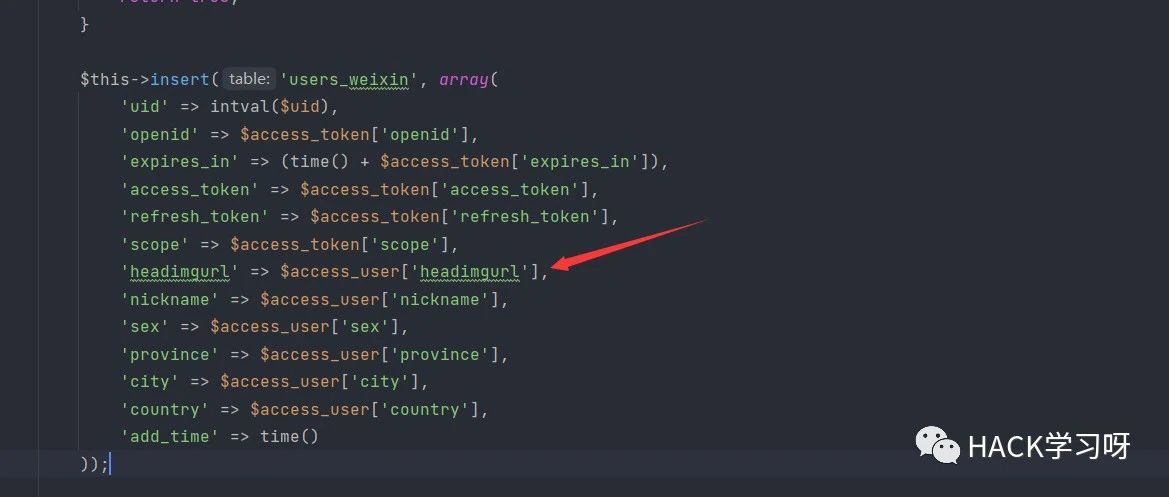 }
$this->insert( table: 'users_weixin', array(
'uid' => intval($uid),
'openid' => $access_token['openid'],
'expires_in' => (time() + $access_token['expires_in']),
'access_token' => $access_token['access_token'],
'refresh_token' => $access_token['refresh_token'],
'scope' => $access_token['scope'],
'headimgurl' => $access_user['headimgurl'],
'nickname' => $access_user['nickname'],
'sex' => $access_user['sex'],
'province' => $access_user['province'],
'city' => $access_user['city'],
'country' => $access_user['country'],
'add_time' => time()
));
HACK学习呀